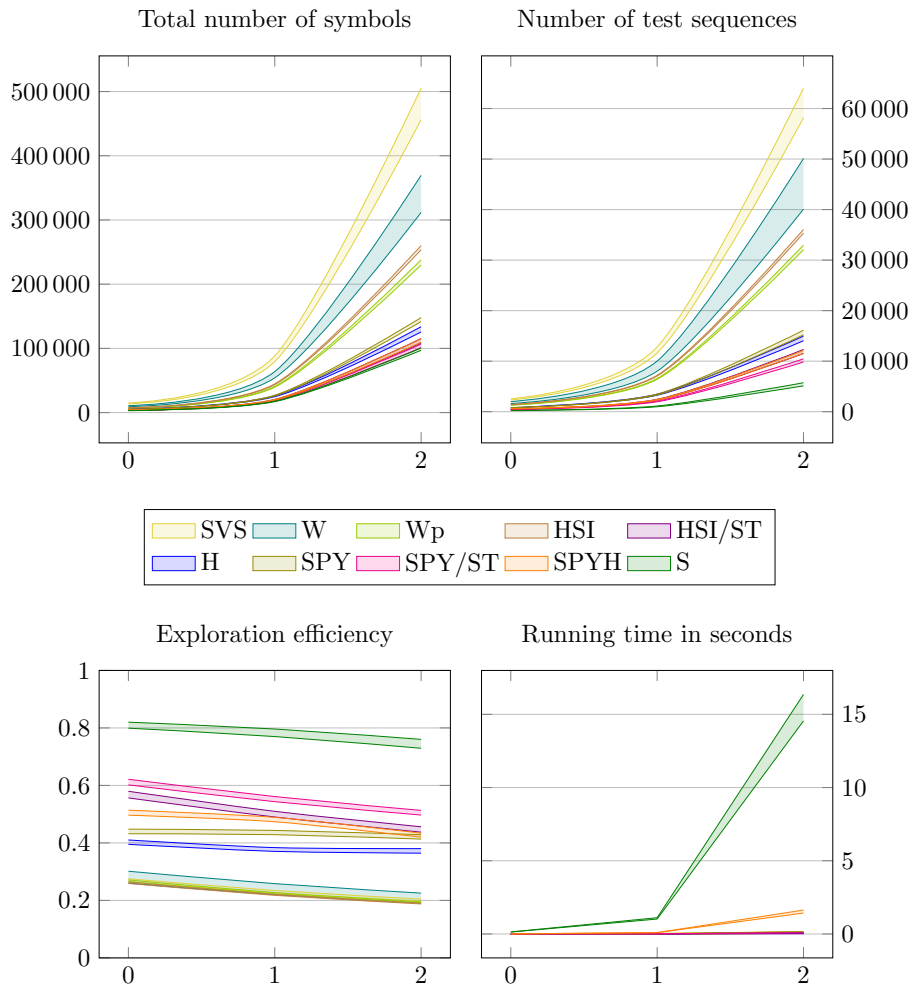 Total number of symbols
Number of test sequences
500 000
400 000
300 000
200 000
100 000
0
0 1 2
60 000
50 000
40 000
30 000
20 000
10 000
0
0 1 2
SVS W Wp HSI HSI/ST
H SPY SPY/ST SPYH S
Exploration efficiency
Running time in seconds
1
0.8
0.6
0.4
0.2
0
0 1 2
15
10
5
0
0 1 2